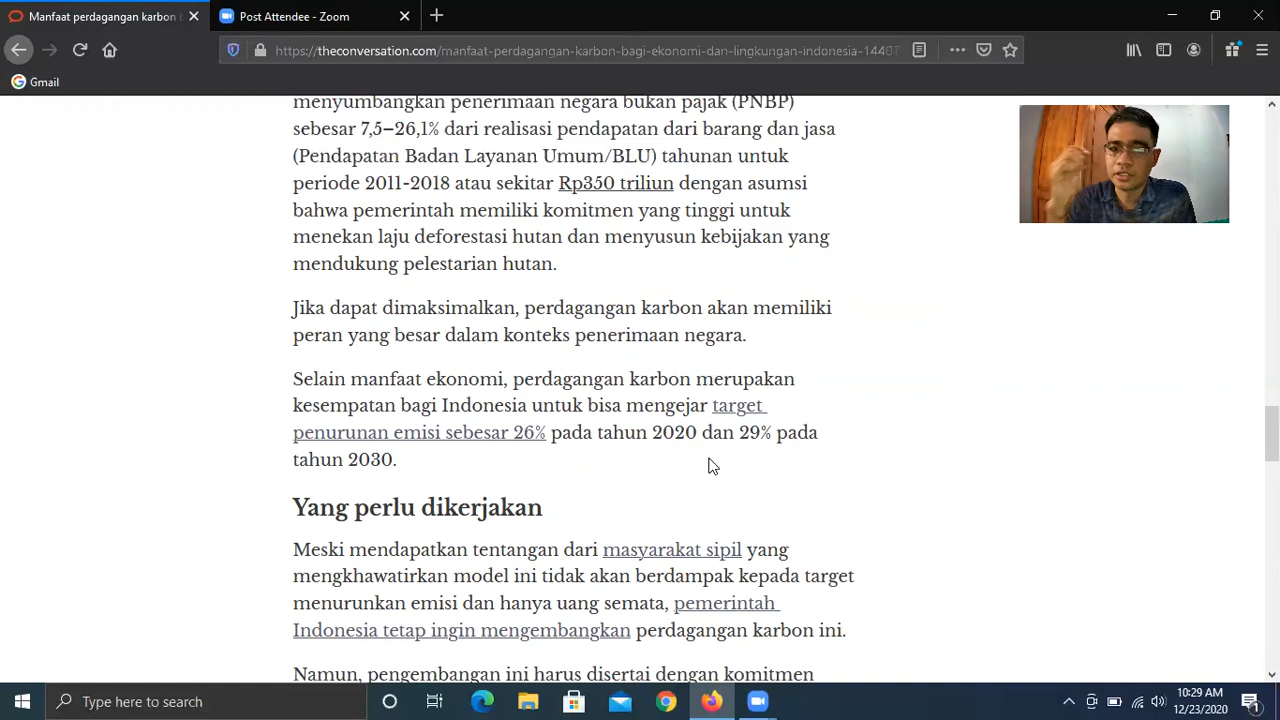 Manfaat perdagangan karbon b
Post Attendee - Zoom
https://theconversation.com/manfaat-perdagangan-karbon-bagi-ekonomi-dan-lingkungan-indonesia-14407
Gmail
menyumbangkan penerimaan negara bukan pajak (PNBP)
sebesar 7,5–26,1% dari realisasi pendapatan dari barang dan jasa
(Pendapatan Badan Layanan Umum/BLU) tahunan untuk
periode 2011-2018 atau sekitar Rp350 triliun dengan asumsi
bahwa pemerintah memiliki komitmen yang tinggi untuk
menekan laju deforestasi hutan dan menyusun kebijakan yang
mendukung pelestarian hutan.
Jika dapat dimaksimalkan, perdagangan karbon akan memiliki
peran yang besar dalam konteks penerimaan negara.
Selain manfaat ekonomi, perdagangan karbon merupakan
kesempatan bagi Indonesia untuk bisa mengejar target
penurunan emisi sebesar 26% pada tahun 2020 dan 29% pada
tahun 2030.
Yang perlu dikerjakan
Meski mendapatkan tentangan dari masyarakat sipil yang
mengkhawatirkan model ini tidak akan berdampak kepada target
menurunkan emisi dan hanya uang semata, pemerintah
Indonesia tetap ingin mengembangkan perdagangan karbon ini.
Namun, pengembangan ini harus disertai dengan komitmen
Type here to search
10:29 AM
12/23/2020
1